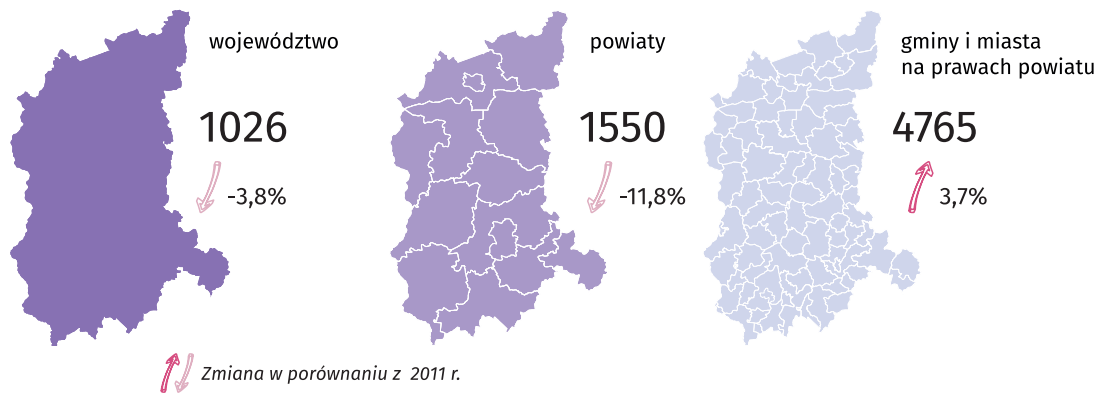 województwo
1026
-3,8%
powiaty
1550
-11,8%
gminy i miasta
na prawach powiatu
4765
3,7%
Zmiana w porównaniu z 2011 r.